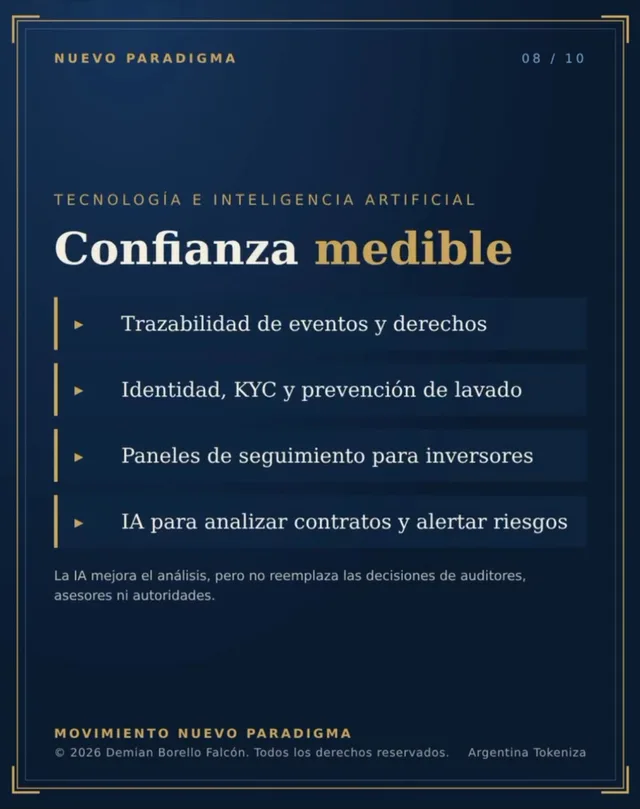 NUEVO PARADIGMA
08 / 10
TECNOLOGÍA E INTELIGENCIA ARTIFICIAL
Confianza medible
▸ Trazabilidad de eventos y derechos
▸ Identidad, KYC y prevención de lavado
▸ Paneles de seguimiento para inversores
▸ IA para analizar contratos y alertar riesgos
La IA mejora el análisis, pero no reemplaza las decisiones de auditores,
asesores ni autoridades.
MOVIMIENTO NUEVO PARADIGMA
© 2026 Demian Borello Falcón. Todos los derechos reservados.
Argentina Tokeniza